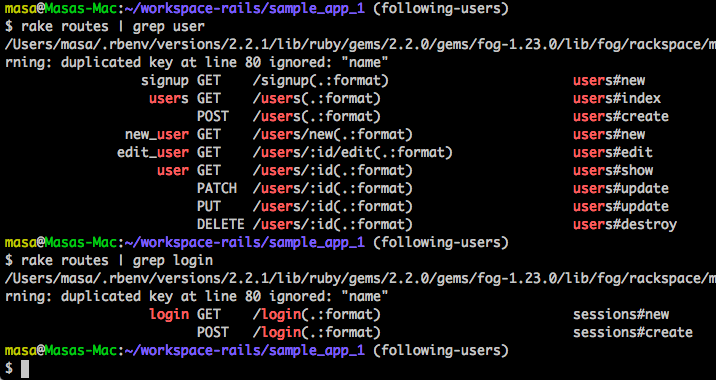 masa@Masas-Mac:~/workspace-rails/sample_app_1 (following-users)
$ rake routes | grep user
/Users/masa/.rbenv/versions/2.2.1/lib/ruby/gems/2.2.0/gems/fog-1.23.0/lib/fog/rackspace/m
rning: duplicated key at line 80 ignored: "name"
signup GET /signup(.:format) users#new
users GET /users(.:format) users#index
POST /users(.:format) users#create
new_user GET /users/new(.:format) users#new
edit_user GET /users/:id/edit(.:format) users#edit
user GET /users/:id(.:format) users#show
PATCH /users/:id(.:format) users#update
PUT /users/:id(.:format) users#update
DELETE /users/:id(.:format) users#destroy
masa@Masas-Mac:~/workspace-rails/sample_app_1 (following-users)
$ rake routes | grep login
/Users/masa/.rbenv/versions/2.2.1/lib/ruby/gems/2.2.0/gems/fog-1.23.0/lib/fog/rackspace/m
rning: duplicated key at line 80 ignored: "name"
login GET /login(.:format) sessions#new
POST /login(.:format) sessions#create
masa@Masas-Mac:~/workspace-rails/sample_app_1 (following-users)
$